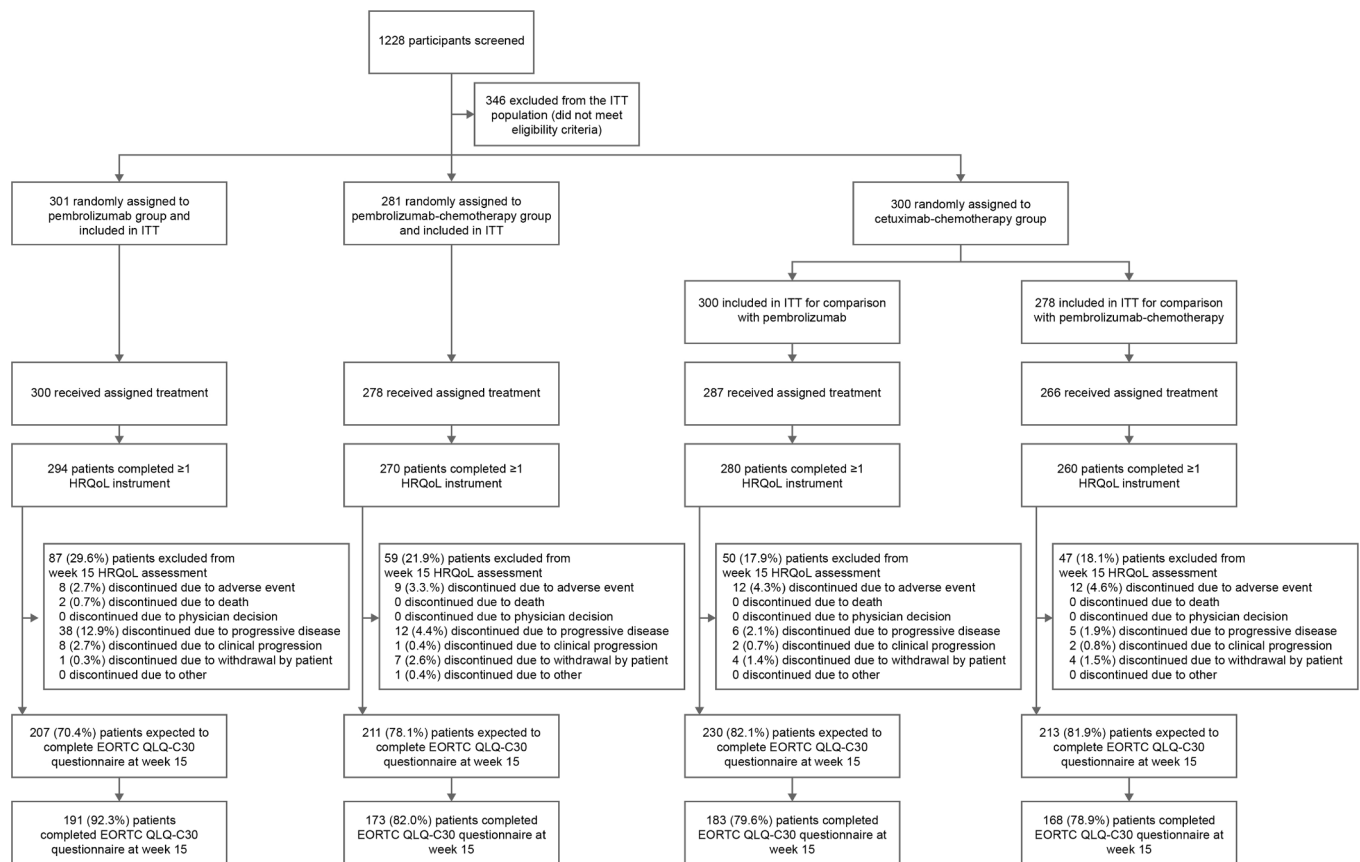 1228 participants screened
346 excluded from the ITT
population (did not meet
eligibility criteria)
301 randomly assigned to
pembrolizumab group and
included in ITT
281 randomly assigned to
pembrolizumab-chemotherapy group
and included in ITT
300 randomly assigned to
cetuximab-chemotherapy group
300 included in ITT for comparison
with pembrolizumab
278 included in ITT for comparison
with pembrolizumab-chemotherapy
300 received assigned treatment
278 received assigned treatment
287 received assigned treatment
266 received assigned treatment
294 patients completed ≥1
HRQoL instrument
270 patients completed ≥1
HRQoL instrument
280 patients completed ≥1
HRQoL instrument
260 patients completed ≥1
HRQoL instrument
87 (29.6%) patients excluded from
week 15 HRQoL assessment
8 (2.7%) discontinued due to adverse event
2 (0.7%) discontinued due to death
0 discontinued due to physician decision
38 (12.9%) discontinued due to progressive disease
8 (2.7%) discontinued due to clinical progression
1 (0.3%) discontinued due to withdrawal by patient
0 discontinued due to other
59 (21.9%) patients excluded from
week 15 HRQoL assessment
9 (3.3.%) discontinued due to adverse event
0 discontinued due to death
0 discontinued due to physician decision
12 (4.4%) discontinued due to progressive disease
1 (0.4%) discontinued due to clinical progression
7 (2.6%) discontinued due to withdrawal by patient
1 (0.4%) discontinued due to other
50 (17.9%) patients excluded from
week 15 HRQoL assessment
12 (4.3%) discontinued due to adverse event
0 discontinued due to death
0 discontinued due to physician decision
6 (2.1%) discontinued due to progressive disease
2 (0.7%) discontinued due to clinical progression
4 (1.4%) discontinued due to withdrawal by patient
0 discontinued due to other
47 (18.1%) patients excluded from
week 15 HRQoL assessment
12 (4.6%) discontinued due to adverse event
0 discontinued due to death
0 discontinued due to physician decision
5 (1.9%) discontinued due to progressive disease
2 (0.8%) discontinued due to clinical progression
4 (1.5%) discontinued due to withdrawal by patient
0 discontinued due to other
207 (70.4%) patients expected to
complete EORTC QLQ-C30
questionnaire at week 15
211 (78.1%) patients expected to
complete EORTC QLQ-C30
questionnaire at week 15
230 (82.1%) patients expected to
complete EORTC QLQ-C30
questionnaire at week 15
213 (81.9%) patients expected to
complete EORTC QLQ-C30
questionnaire at week 15
191 (92.3%) patients
completed EORTC QLQ-C30
questionnaire at week 15
173 (82.0%) patients completed
EORTC QLQ-C30 questionnaire at
week 15
183 (79.6%) patients completed
EORTC QLQ-C30 questionnaire at
week 15
168 (78.9%) patients completed
EORTC QLQ-C30 questionnaire at
week 15